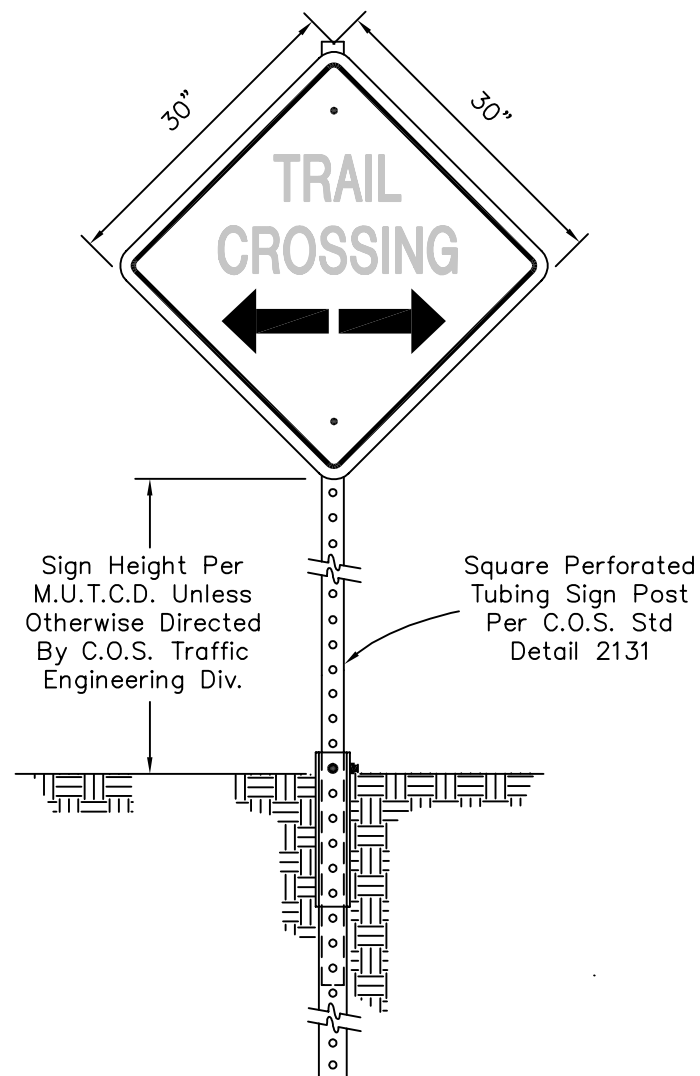 30”
30”
TRAIL
CROSSING
Sign Height Per
M.U.T.C.D. Unless
Otherwise Directed
By C.O.S. Traffic
Engineering Div.
Square Perforated
Tubing Sign Post
Per C.O.S. Std
Detail 2131